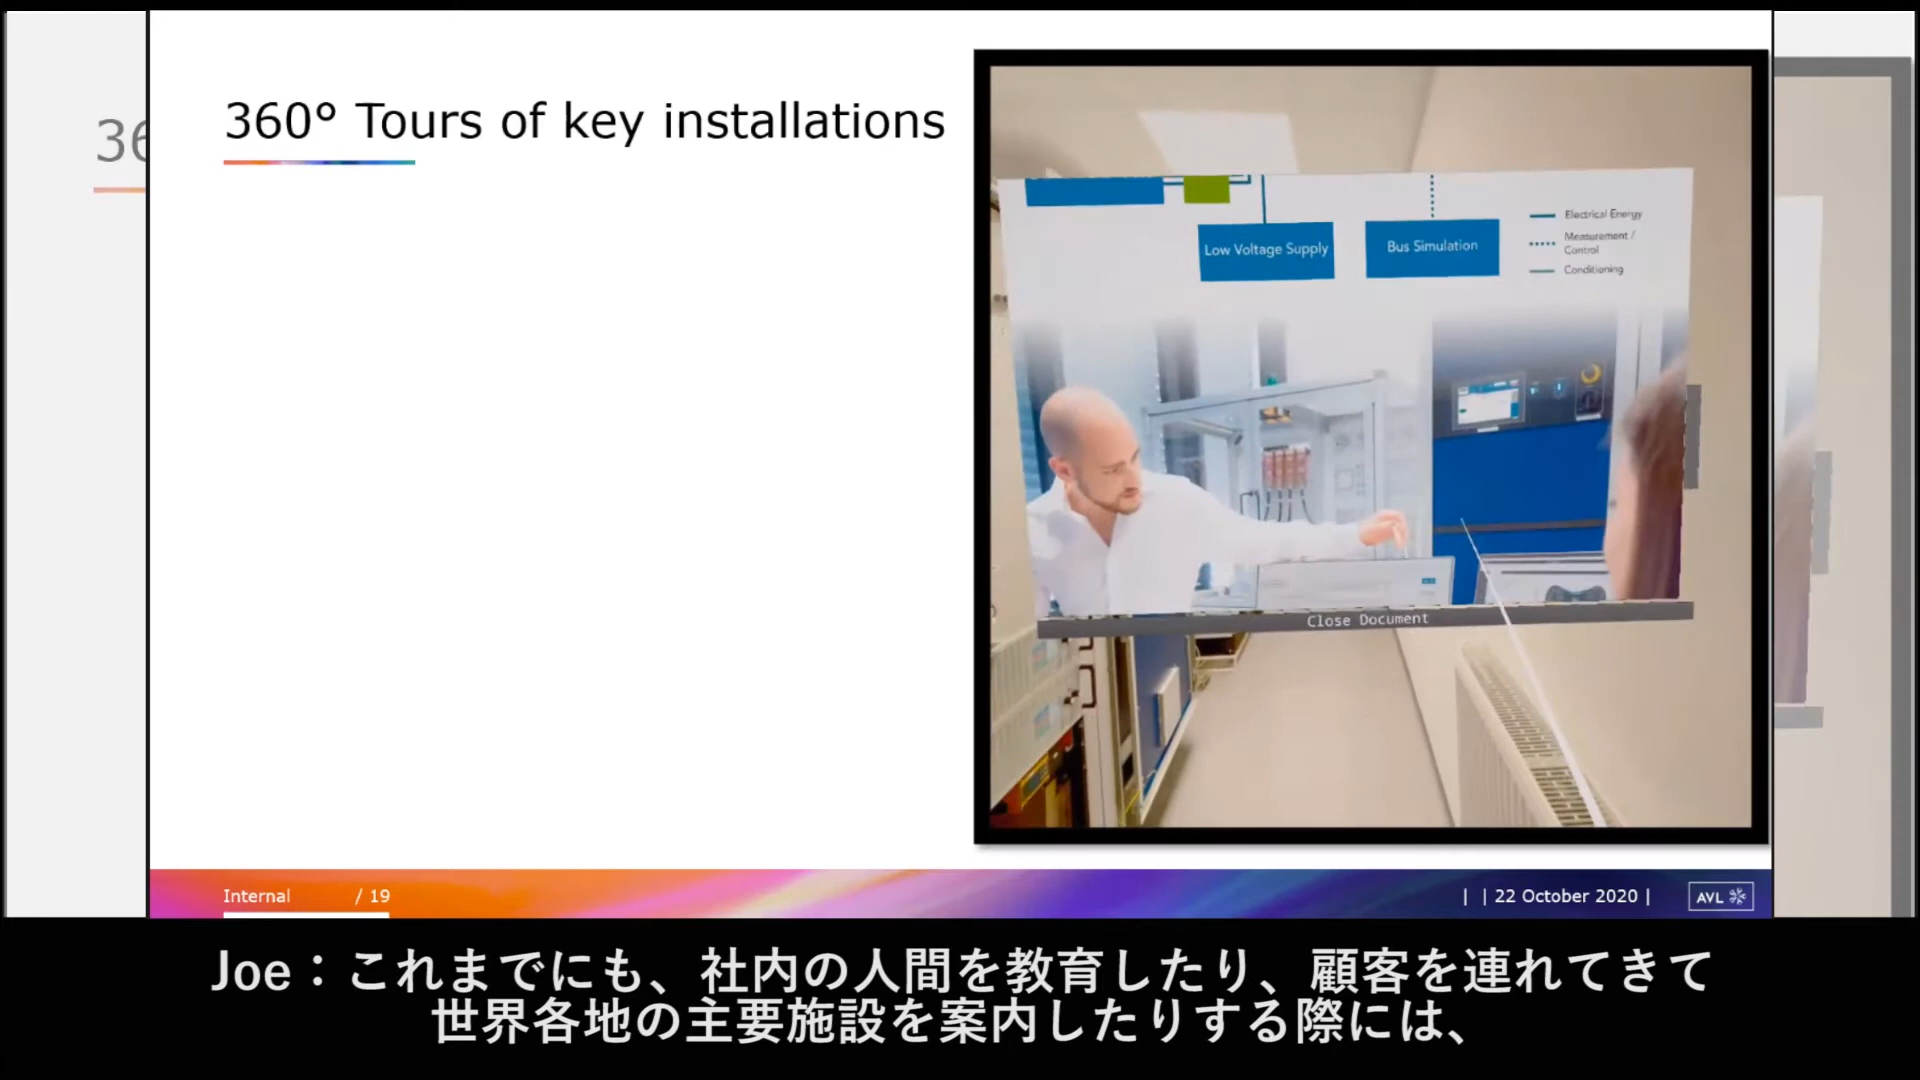 36
360° Tours of key installations
Low Voltage Supply
Bus Simulation
Electrical Energy
Measurement /
Control
Conditioning
Close Document
Internal / 19
| | 22 October 2020 |
AVL
Joe：これまでにも、社内の人間を教育したり、顧客を連れてきて
世界各地の主要施設を案内したりする際には、